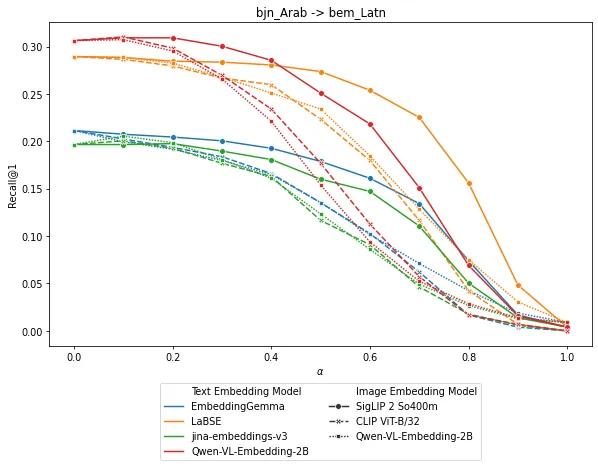 bjn_Arab -> bem_Latn
Recall@1
0.30
0.25
0.20
0.15
0.10
0.05
0.00
0.0 0.2 0.4 0.6 0.8 1.0
α
Text Embedding Model Image Embedding Model
EmbeddingGemma SigLIP 2 So400m
LaBSE CLIP ViT-B/32
jina-embeddings-v3 Qwen-VL-Embedding-2B
Qwen-VL-Embedding-2B